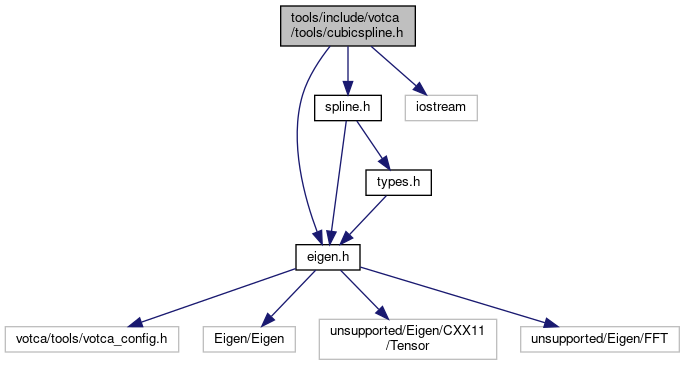 tools/include/votca
/tools/cubicspline.h
spline.h
iostream
types.h
eigen.h
votca/tools/votca_config.h
Eigen/Eigen
unsupported/Eigen/CXX11
/Tensor
unsupported/Eigen/FFT